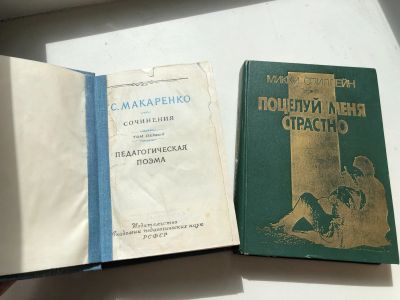 С. МАКАРЕНКО
СОЧИНЕНИЯ
ТОМ ПЕРВЫЙ
ПЕДАГОГИЧЕСКАЯ
ПОЭМА
Издательство
Академии педагогических наук
РСФСР
МИККИ СПИЛЛЕЙН
ПОЦЕЛУЙ МЕНЯ
СТРАСТНО